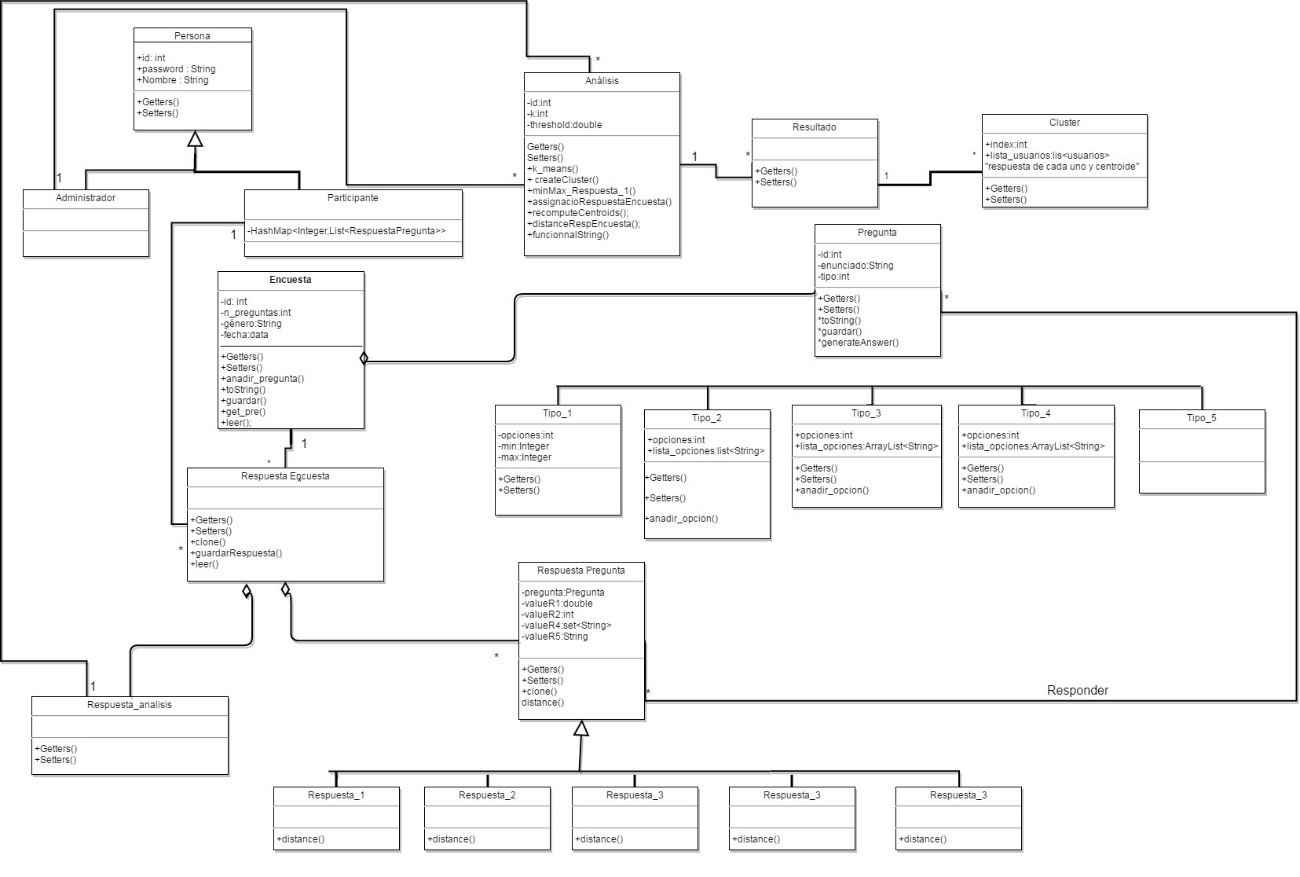 Persona
+id: int
+password : String
+Nombre : String
+Getters()
+Setters()
*
Anàlisis
-id:int
-k:int
-threshold:double
Getters()
Setters()
+k_means()
+ createCluster()
+minMax_Respuesta_1()
+assignacioRespuestaEncuesta()
+recomputeCentroids();
+distanceRespEncuesta();
+funcionnalString()
1
*
Resultado
+Getters()
+Setters()
1
*
Cluster
+index:int
+lista_usuarios:lis<usuarios>
"respuesta de cada uno y centroide"
+Getters()
+Setters()
1
*
Administrador
Participante
-HashMap<Integer,List<RespuestaPregunta>>
1
Encuesta
-id: int
-n_preguntas:int
-género:String
-fecha:data
+Getters()
+Setters()
+anadir_pregunta()
+toString()
+guardar()
+get_pre()
+leer();
Pregunta
-id:int
-enunciado:String
-tipo:int
+Getters()
+Setters()
*toString()
*guardar()
*generateAnswer()
*
Tipo_1
-opciones:int
-min:Integer
-max:Integer
+Getters()
+Setters()
Tipo_2
+opciones:int
+lista_opciones:list<String>
+Getters()
+Setters()
+anadir_opcion()
Tipo_3
+opciones:int
+lista_opciones:ArrayList<String>
+Getters()
+Setters()
+anadir_opcion()
Tipo_4
+opciones:int
+lista_opciones:ArrayList<String>
+Getters()
+Setters()
+anadir_opcion()
Tipo_5
1
*
Respuesta Encuesta
+Getters()
+Setters()
+clone()
+guardarRespuesta()
+leer()
*
Respuesta Pregunta
-pregunta:Pregunta
-valueR1:double
-valueR2:int
-valueR4:set<String>
-valueR5:String
+Getters()
+Setters()
+clone()
distance()
*
*
Responder
1
Respuesta_analisis
+Getters()
+Setters()
Respuesta_1
+distance()
Respuesta_2
+distance()
Respuesta_3
+distance()
Respuesta_3
+distance()
Respuesta_3
+distance()